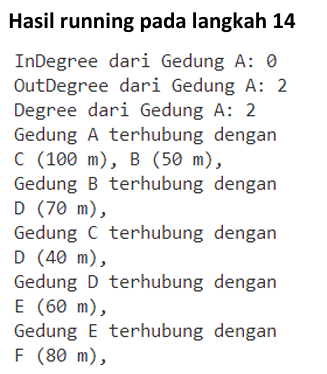 Hasil running pada langkah 14
InDegree dari Gedung A: 0
OutDegree dari Gedung A: 2
Degree dari Gedung A: 2
Gedung A terhubung dengan
C (100 m), B (50 m),
Gedung B terhubung dengan
D (70 m),
Gedung C terhubung dengan
D (40 m),
Gedung D terhubung dengan
E (60 m),
Gedung E terhubung dengan
F (80 m),